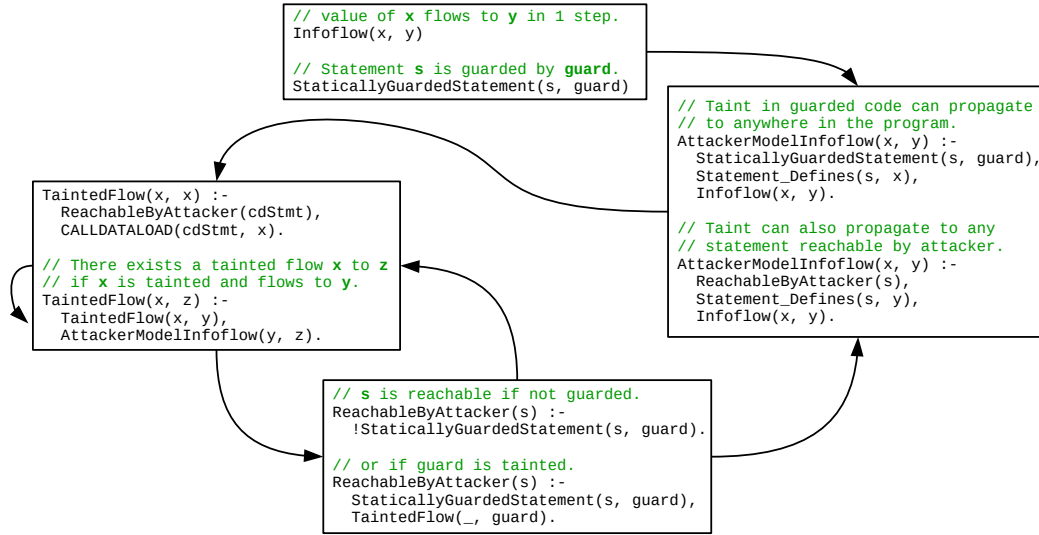 // value of x flows to y in 1 step.
Infoflow(x, y)
// Statement s is guarded by guard.
StaticallyGuardedStatement(s, guard)
// Taint in guarded code can propagate
// to anywhere in the program.
AttackerModelInfoflow(x, y) :-
StaticallyGuardedStatement(s, guard),
Statement_Defines(s, x),
Infoflow(x, y).
// Taint can also propagate to any
// statement reachable by attacker.
AttackerModelInfoflow(x, y) :-
ReachableByAttacker(s),
Statement_Defines(s, y),
Infoflow(x, y).
TaintedFlow(x, x) :-
ReachableByAttacker(cdStmt),
CALLDATALOAD(cdStmt, x).
// There exists a tainted flow x to z
// if x is tainted and flows to y.
TaintedFlow(x, z) :-
TaintedFlow(x, y),
AttackerModelInfoflow(y, z).
// s is reachable if not guarded.
ReachableByAttacker(s) :-
!StaticallyGuardedStatement(s, guard).
// or if guard is tainted.
ReachableByAttacker(s) :-
StaticallyGuardedStatement(s, guard),
TaintedFlow(_, guard).